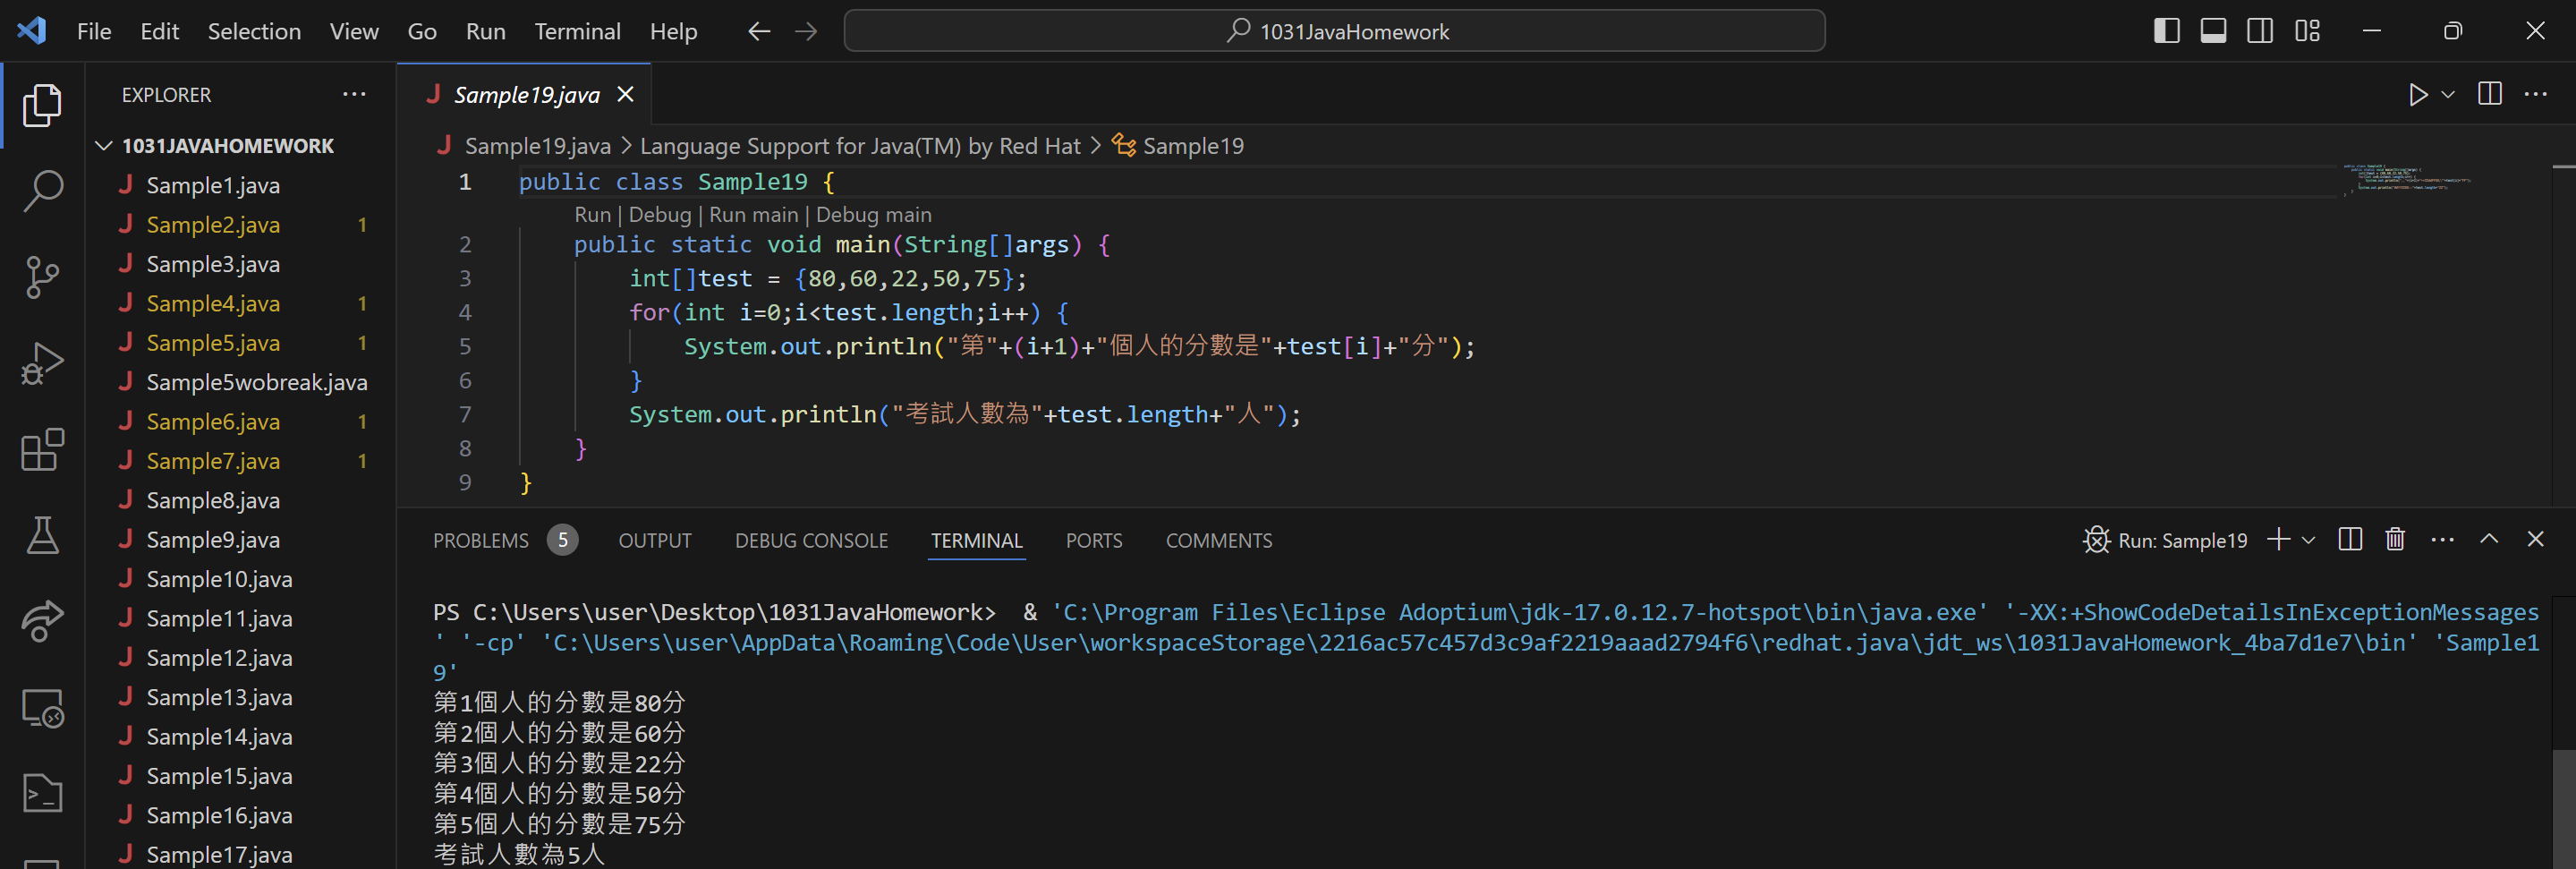 File Edit Selection View Go Run Terminal Help
1031JavaHomework
EXPLORER
1031JAVAHOMEWORK
J Sample1.java
J Sample2.java 1
J Sample3.java
J Sample4.java 1
J Sample5.java 1
J Sample5wobreak.java
J Sample6.java 1
J Sample7.java 1
J Sample8.java
J Sample9.java
J Sample10.java
J Sample11.java
J Sample12.java
J Sample13.java
J Sample14.java
J Sample15.java
J Sample16.java
J Sample17.java
J Sample19.java
J Sample19.java > Language Support for Java(TM) by Red Hat > Sample19
1 public class Sample19 {
Run | Debug | Run main | Debug main
2 public static void main(String[]args) {
3 int[]test = {80,60,22,50,75};
4 for(int i=0;i<test.length;i++) {
5 System.out.println("第"+(i+1)+"個人的分數是"+test[i]+"分");
6 }
7 System.out.println("考試人數為"+test.length+"人");
8 }
9 }
PROBLEMS 5 OUTPUT DEBUG CONSOLE TERMINAL PORTS COMMENTS
Run: Sample19
PS C:\Users\user\Desktop\1031JavaHomework>  & 'C:\Program Files\Eclipse Adoptium\jdk-17.0.12.7-hotspot\bin\java.exe' '-XX:+ShowCodeDetailsInExceptionMessages
' '-cp' 'C:\Users\user\AppData\Roaming\Code\User\workspaceStorage\2216ac57c457d3c9af2219aaad2794f6\redhat.java\jdt_ws\1031JavaHomework_4ba7d1e7\bin' 'Sample1
9'
第1個人的分數是80分
第2個人的分數是60分
第3個人的分數是22分
第4個人的分數是50分
第5個人的分數是75分
考試人數為5人